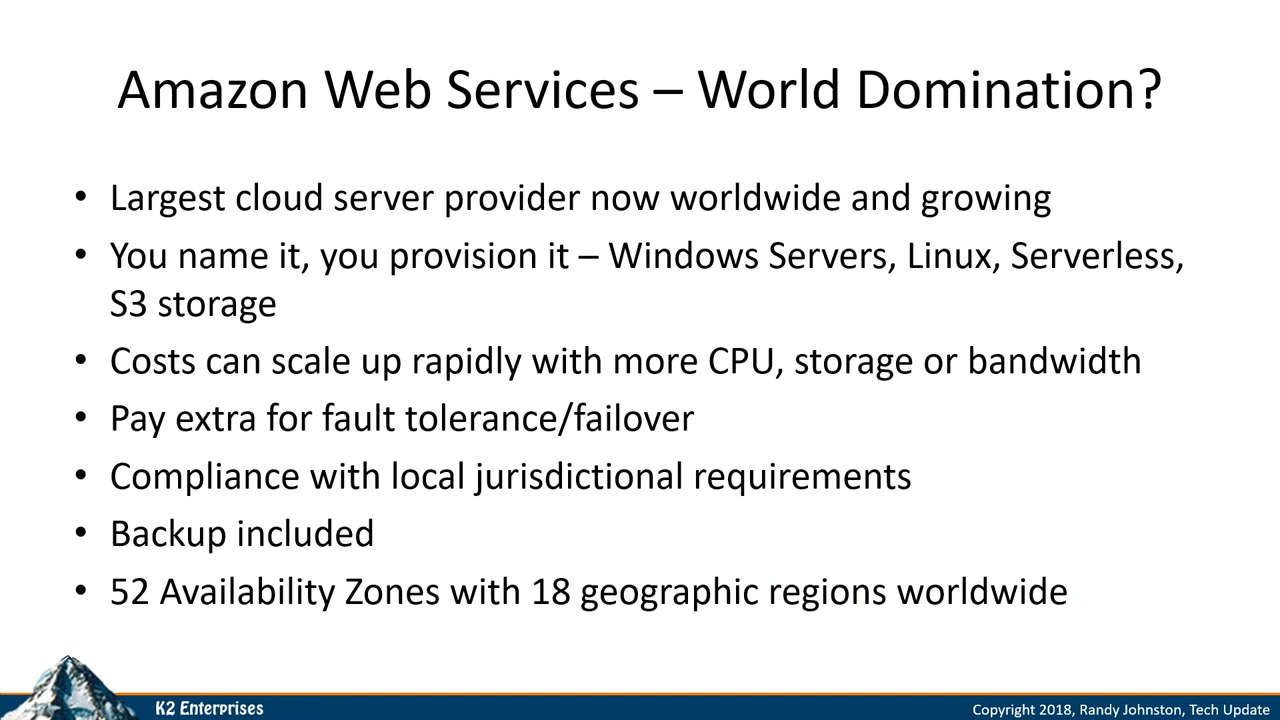 Amazon Web Services – World Domination?
• Largest cloud server provider now worldwide and growing
• You name it, you provision it – Windows Servers, Linux, Serverless,
S3 storage
• Costs can scale up rapidly with more CPU, storage or bandwidth
• Pay extra for fault tolerance/failover
• Compliance with local jurisdictional requirements
• Backup included
• 52 Availability Zones with 18 geographic regions worldwide
K2 Enterprises
Copyright 2018, Randy Johnston, Tech Update